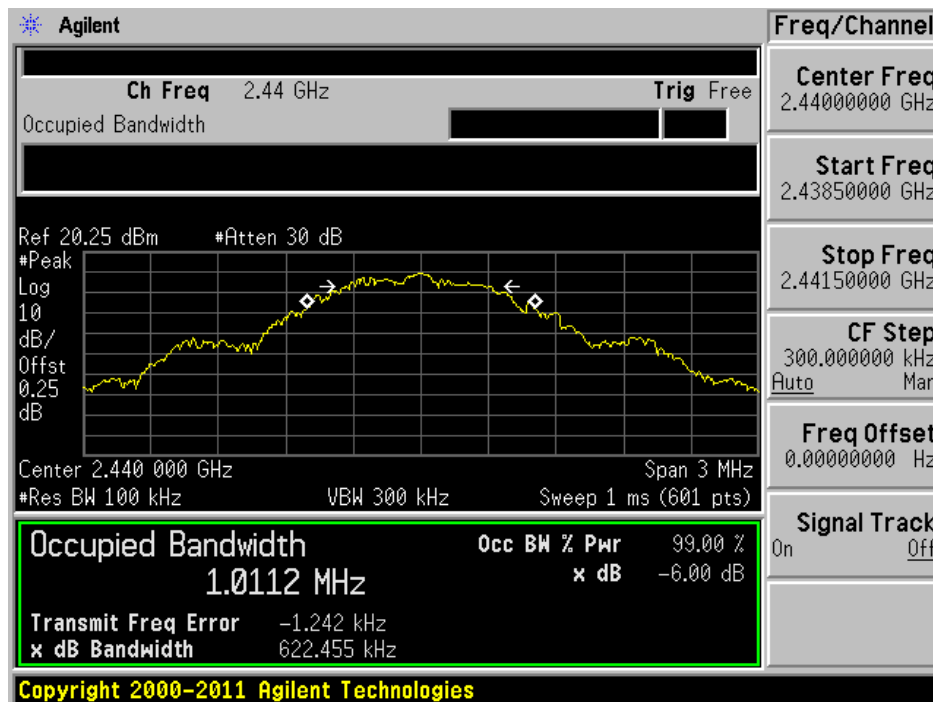 Agilent
Freq/Channel
Ch Freq 2.44 GHz Trig Free
Occupied Bandwidth
Center Freq
2.44000000 GHz
Start Freq
2.43850000 GHz
Stop Freq
2.44150000 GHz
CF Step
300.000000 kHz
Auto Man
Freq Offset
0.00000000 Hz
Signal Track
On Off
Ref 20.25 dBm #Atten 30 dB
#Peak
Log
10
dB/
Offst
0.25
dB
Center 2.440 000 GHz Span 3 MHz
#Res BW 100 kHz VBW 300 kHz Sweep 1 ms (601 pts)
Occupied Bandwidth Occ BW % Pwr 99.00 %
1.0112 MHz x dB -6.00 dB
Transmit Freq Error -1.242 kHz
x dB Bandwidth 622.455 kHz
Copyright 2000-2011 Agilent Technologies